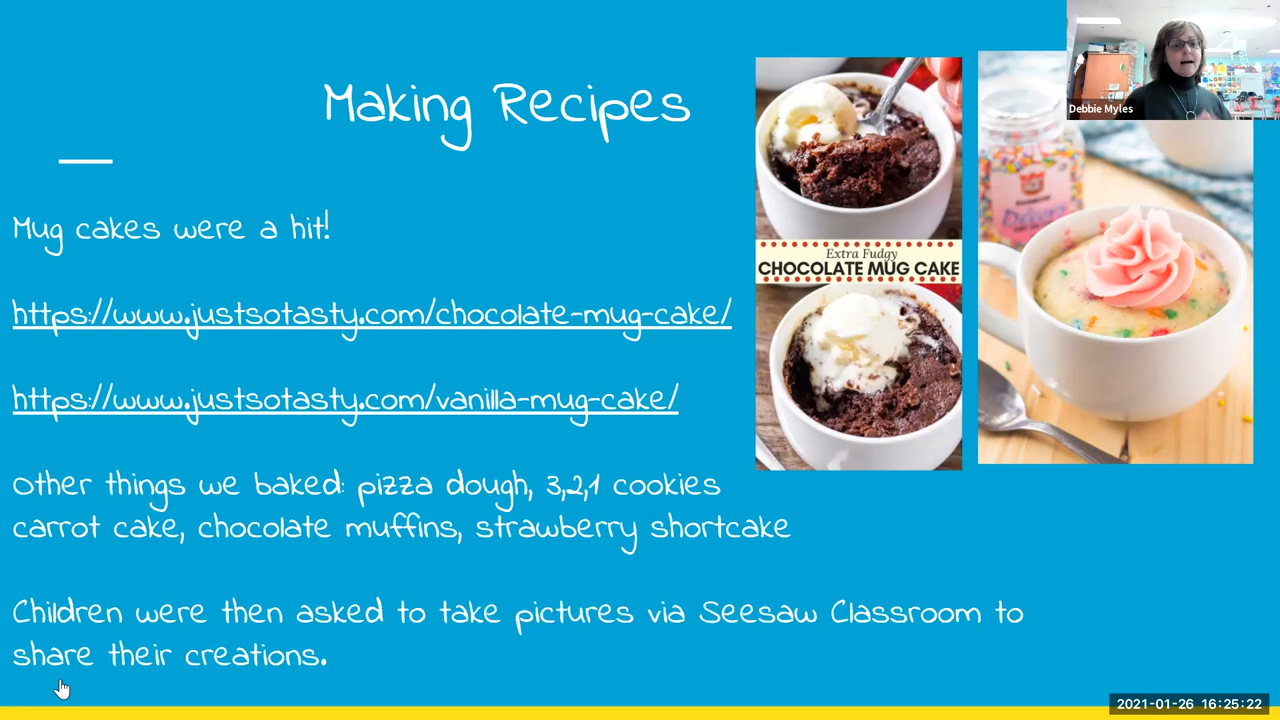 Making Recipes
Debbie Myles
Mug cakes were a hit!
https://www.justsotasty.com/chocolate-mug-cake/
Extra Fudgy
CHOCOLATE MUG CAKE
https://www.justsotasty.com/vanilla-mug-cake/
Other things we baked: pizza dough, 3,2,1 cookies
carrot cake, chocolate muffins, strawberry shortcake
Children were then asked to take pictures via Seesaw Classroom to
share their creations.
2021-01-26 16:25:22